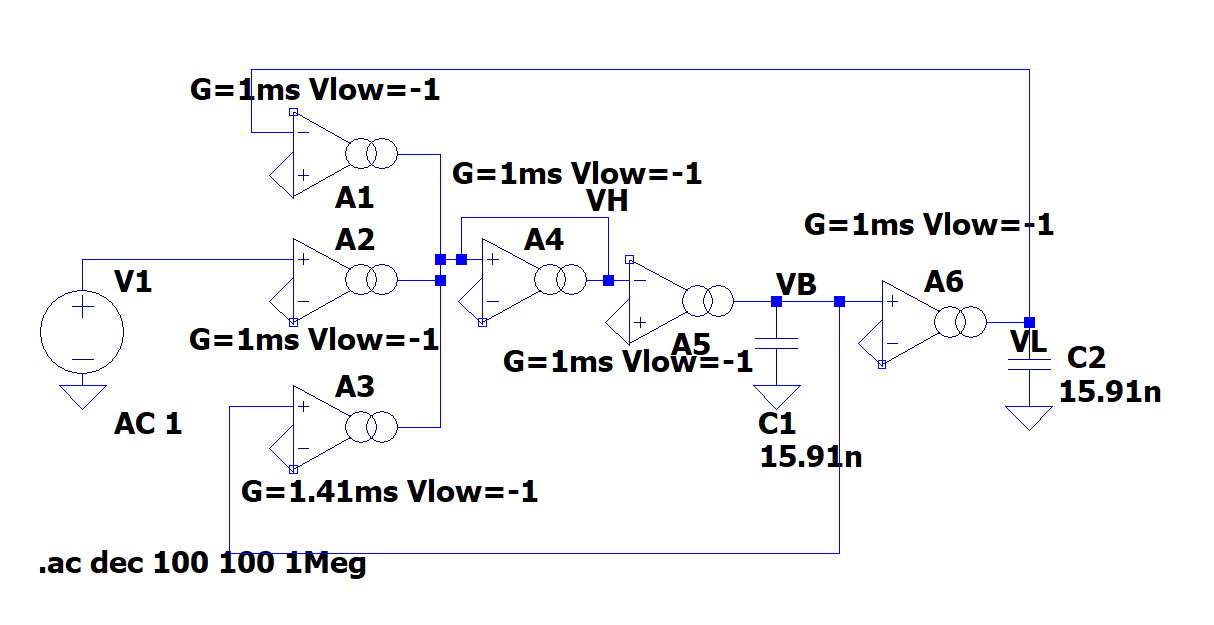 G=1ms Vlow=-1
A1
G=1ms Vlow=-1
VH
A2
A4
G=1ms Vlow=-1
V1
A6
VB
G=1ms Vlow=-1
A5
G=1ms Vlow=-1
VL
C2
15.91n
A3
AC 1
C1
15.91n
G=1.41ms Vlow=-1
.ac dec 100 100 1Meg